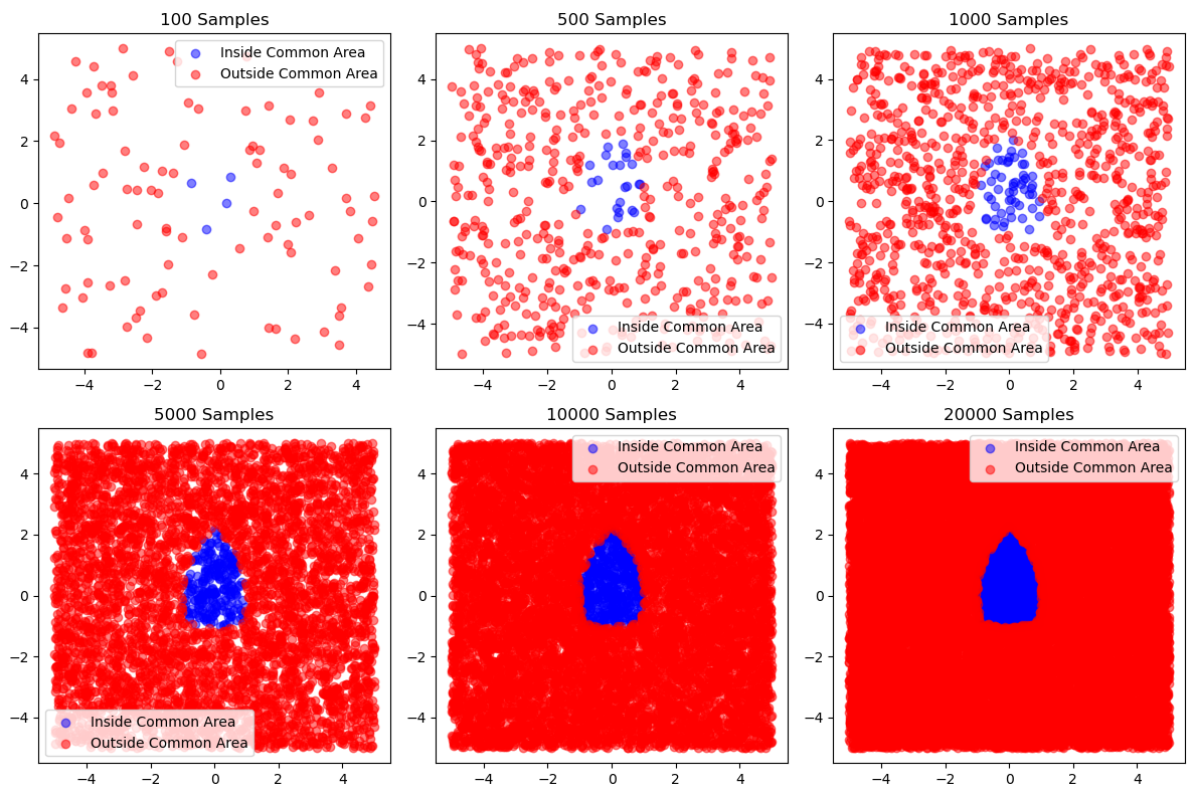 100 Samples
Inside Common Area
Outside Common Area
4
2
0
−2
−4
−4 −2 0 2 4
500 Samples
4
2
0
−2
−4
Inside Common Area
Outside Common Area
−4 −2 0 2 4
1000 Samples
4
2
0
−2
−4
Inside Common Area
Outside Common Area
−4 −2 0 2 4
5000 Samples
4
2
0
−2
−4
Inside Common Area
Outside Common Area
−4 −2 0 2 4
10000 Samples
Inside Common Area
Outside Common Area
4
2
0
−2
−4
−4 −2 0 2 4
20000 Samples
Inside Common Area
Outside Common Area
4
2
0
−2
−4
−4 −2 0 2 4